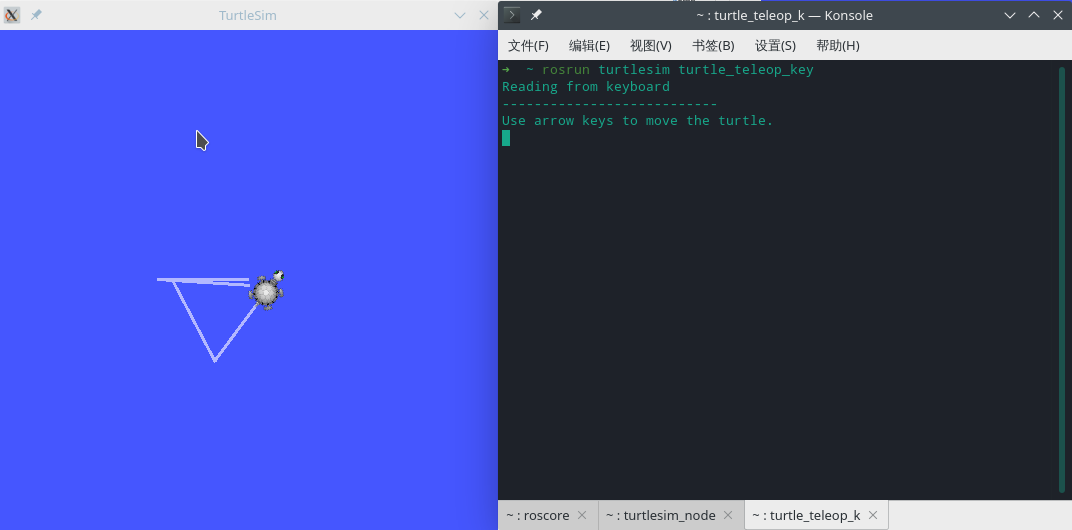 TurtleSim
~ : turtle_teleop_k — Konsole
文件(F) 编辑(E) 视图(V) 书签(B) 设置(S) 帮助(H)
➜ ~ rosrun turtlesim turtle_teleop_key
Reading from keyboard
---------------------------
Use arrow keys to move the turtle.
~ : roscore ~ : turtlesim_node ~ : turtle_teleop_k